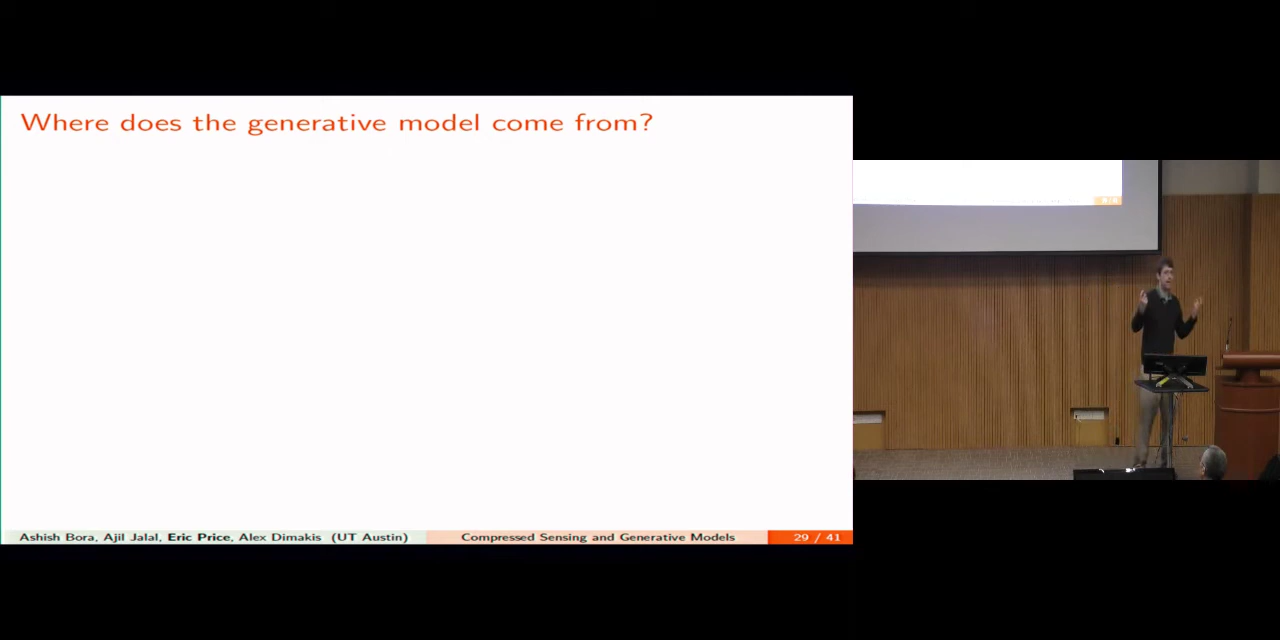 Where does the generative model come from?
Ashish Bora, Ajil Jalal, Eric Price, Alex Dimakis (UT Austin)
Compressed Sensing and Generative Models
29 / 41